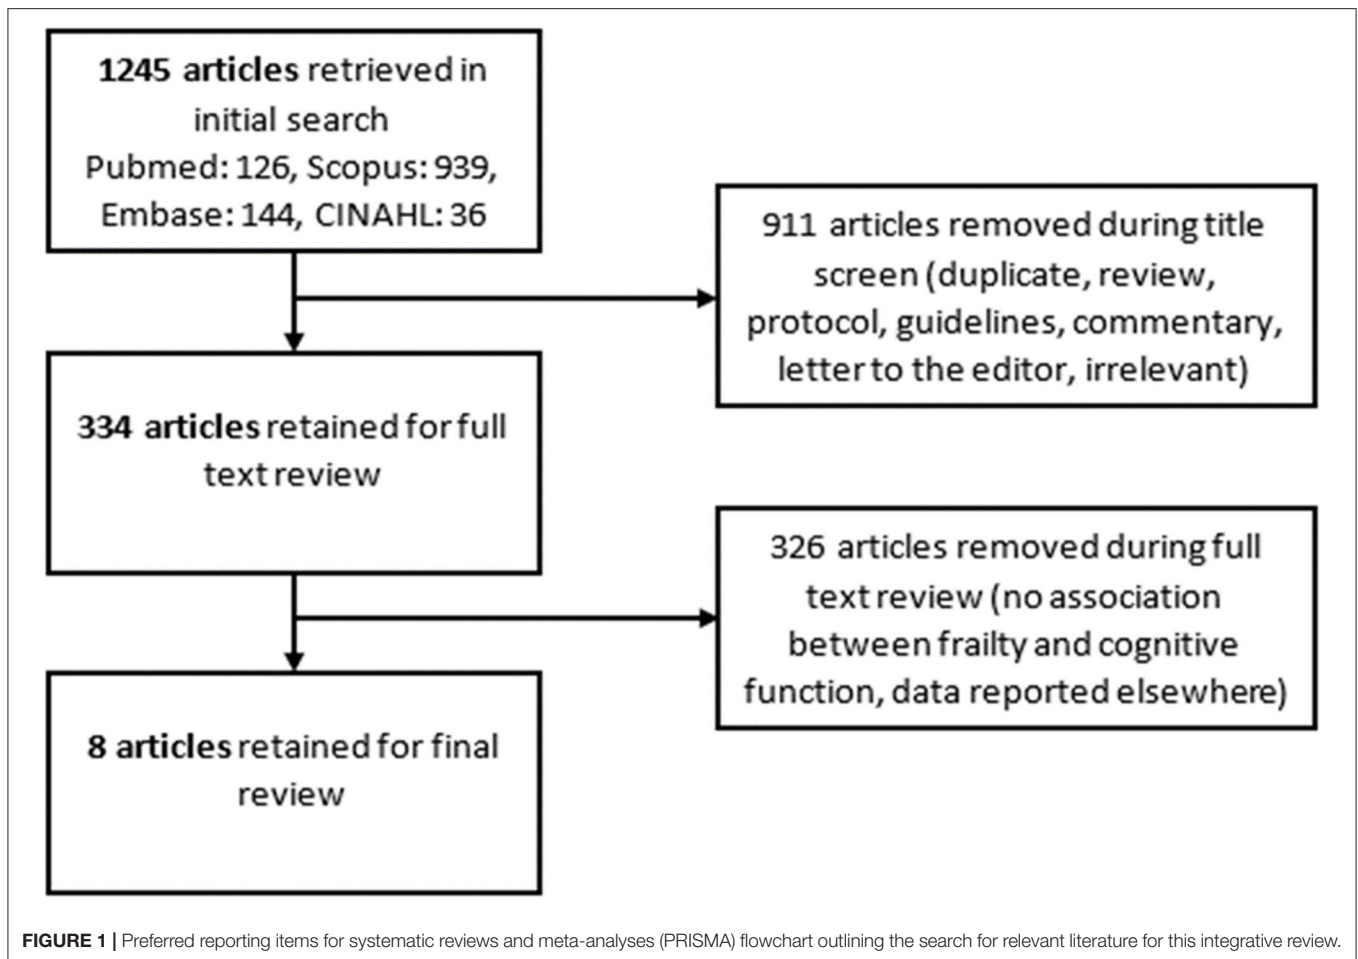 1245 articles retrieved in
initial search
Pubmed: 126, Scopus: 939,
Embase: 144, CINAHL: 36
911 articles removed during title
screen (duplicate, review,
protocol, guidelines, commentary,
letter to the editor, irrelevant)
334 articles retained for full
text review
326 articles removed during full
text review (no association
between frailty and cognitive
function, data reported elsewhere)
8 articles retained for final
review
FIGURE 1 | Preferred reporting items for systematic reviews and meta-analyses (PRISMA) flowchart outlining the search for relevant literature for this integrative review.